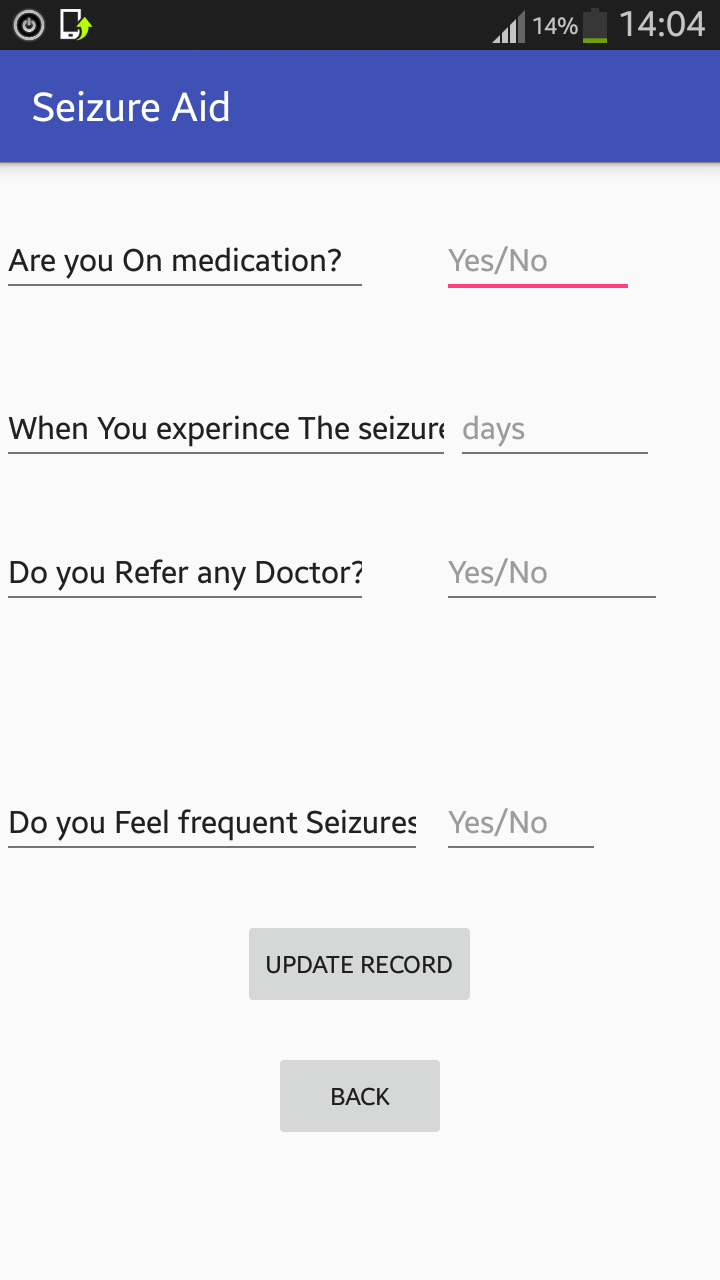 14% 14:04
Seizure Aid
Are you On medication? Yes/No
When You experince The seizure days
Do you Refer any Doctor? Yes/No
Do you Feel frequent Seizures Yes/No
UPDATE RECORD
BACK